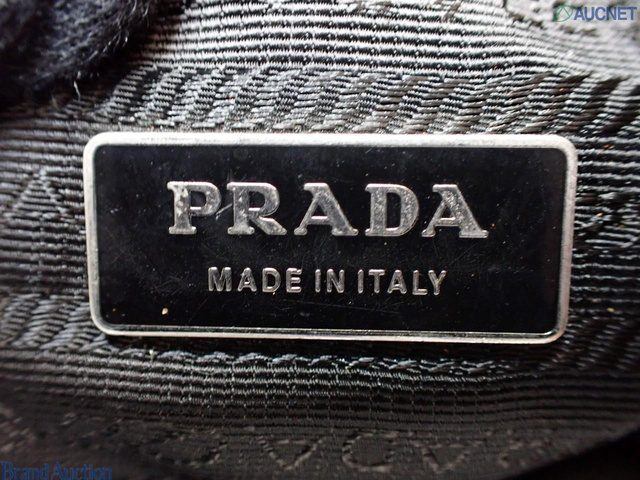 AUCNET
PRADA
MADE IN ITALY
Brand Auction